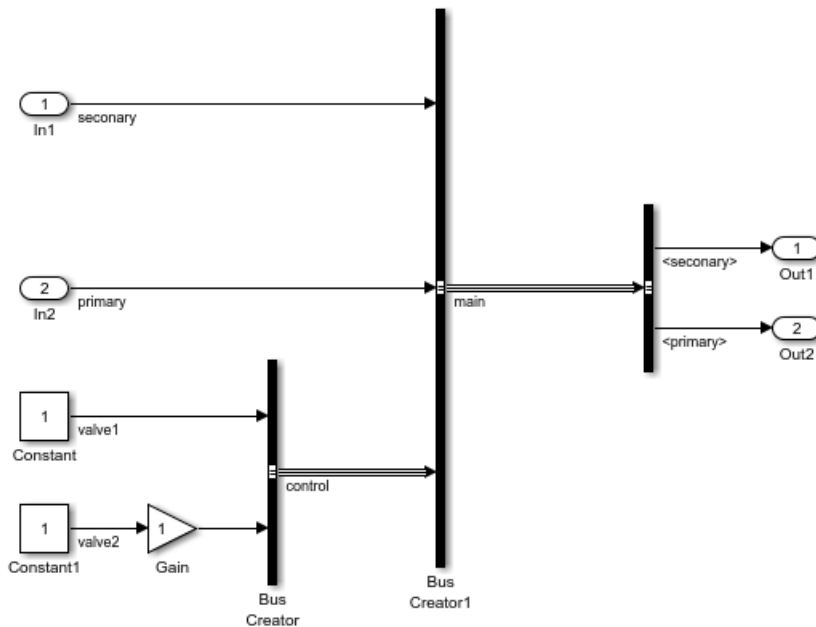 1
seconary
In1
1
<seconary>
Out1
2
primary
In2
main
2
<primary>
Out2
1
valve1
Constant
control
1
valve2
1
Constant1
Gain
Bus
Creator
Bus
Creator1